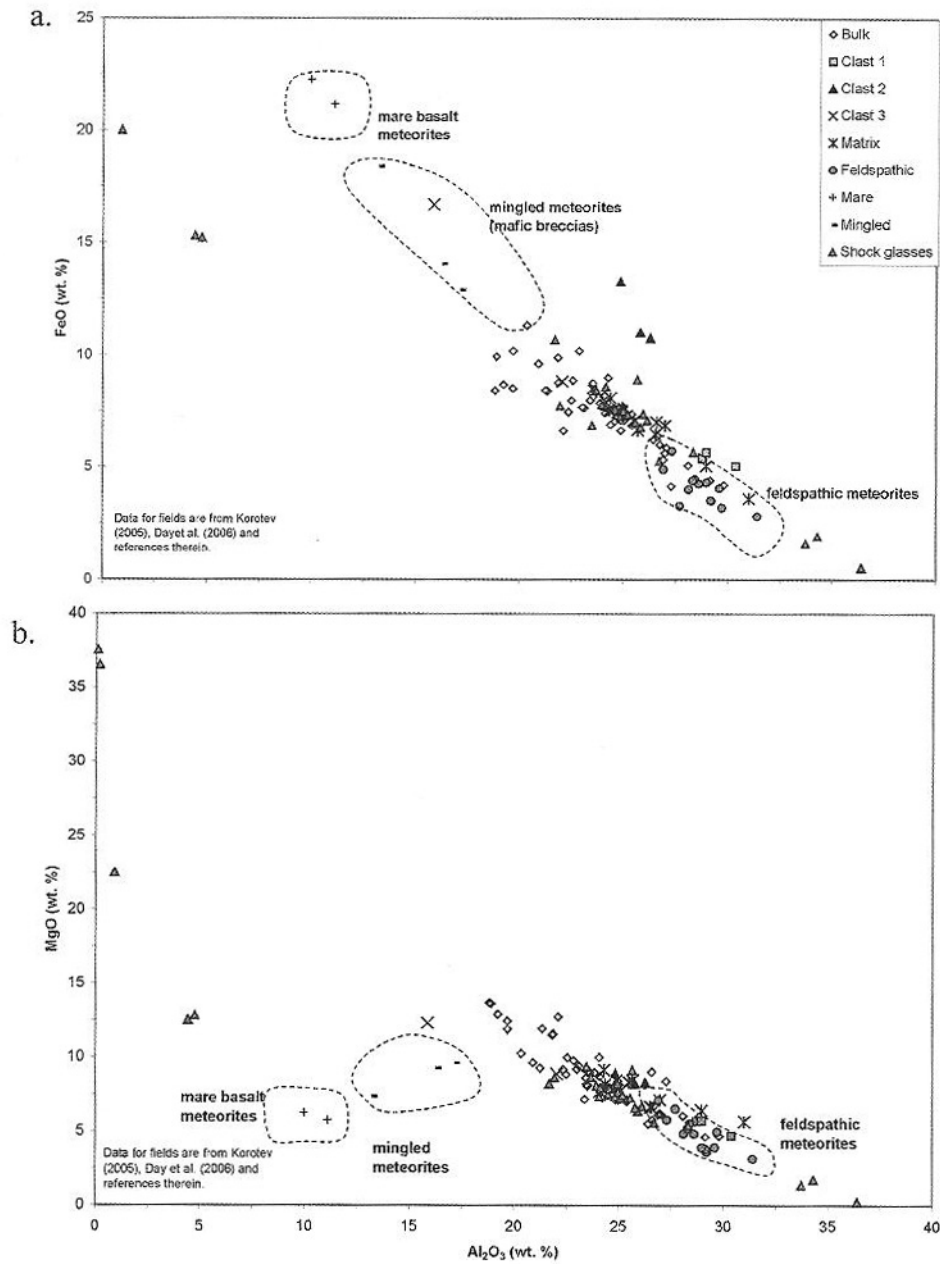 a.
25
20
15
10
5
0
FeO (wt. %)
mare basalt
meteorites
mingled meteorites
(mafic breccias)
feldspathic meteorites
Bulk
Clast 1
Clast 2
Clast 3
Matrix
Feldspathic
Mare
Mingled
Shock glasses
Data for fields are from Korotev
(2005), Day et al. (2006) and
references therein.
b.
40
35
30
25
20
15
10
5
0
MgO (wt. %)
mare basalt
meteorites
mingled
meteorites
feldspathic
meteorites
Data for fields are from Korotev
(2005), Day et al. (2006) and
references therein.
0 5 10 15 20 25 30 35 40
Al₂O₃ (wt. %)